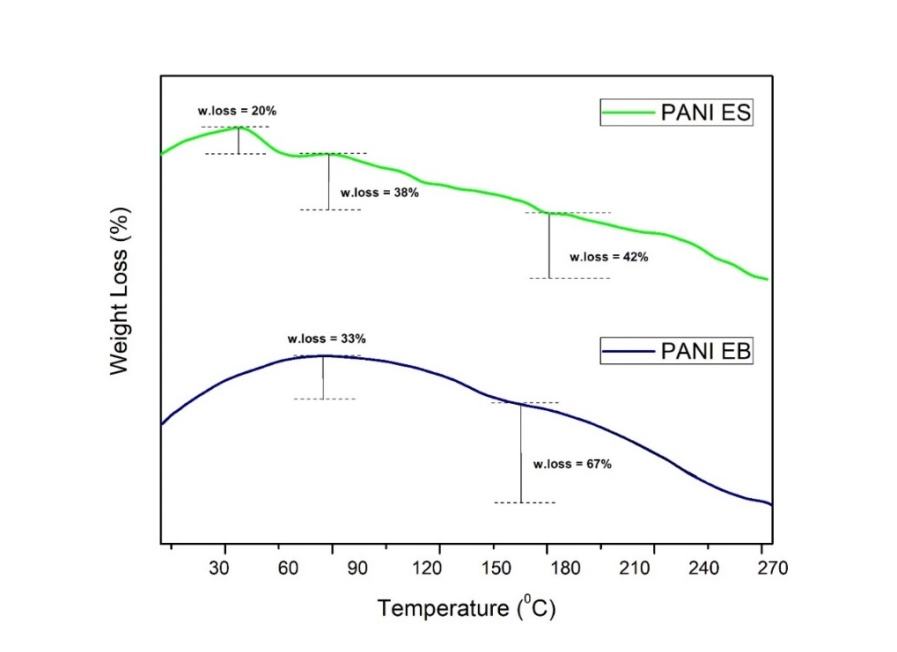 w.loss = 20%
PANI ES
w.loss = 38%
w.loss = 42%
Weight Loss (%)
w.loss = 33%
PANI EB
w.loss = 67%
30 60 90 120 150 180 210 240 270
Temperature (⁰C)